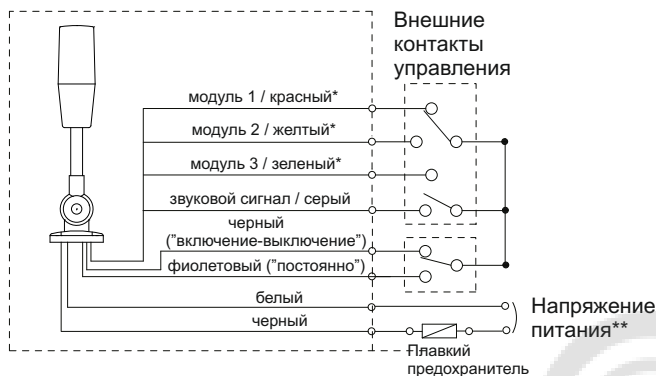 Внешние
контакты
управления
модуль 1 / красный*
модуль 2 / желтый*
модуль 3 / зеленый*
звуковой сигнал / серый
черный
("включение-выключение")
фиолетовый ("постоянно")
белый
черный
Напряжение
питания**
Плавкий
предохранитель